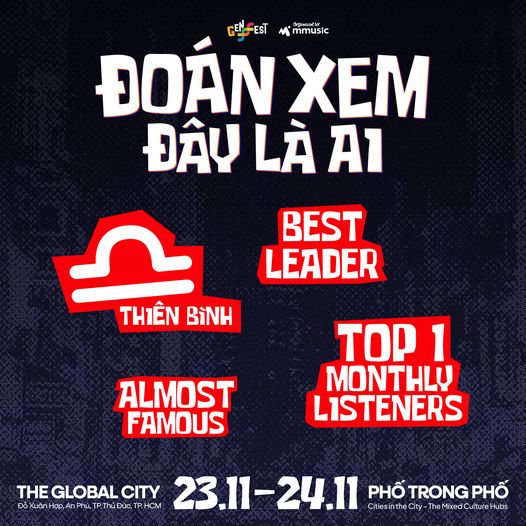 GENFEST
Organized by
mmusic
ĐOÁN XEM
ĐÂY LÀ AI
THIÊN BÌNH
BEST
LEADER
TOP 1
MONTHLY
LISTENERS
ALMOST
FAMOUS
THE GLOBAL CITY
Đỗ Xuân Hợp, An Phú, TP. Thủ Đức, TP. HCM
23.11 – 24.11
PHỐ TRONG PHỐ
Cities in the City - The Mixed Culture Hubs